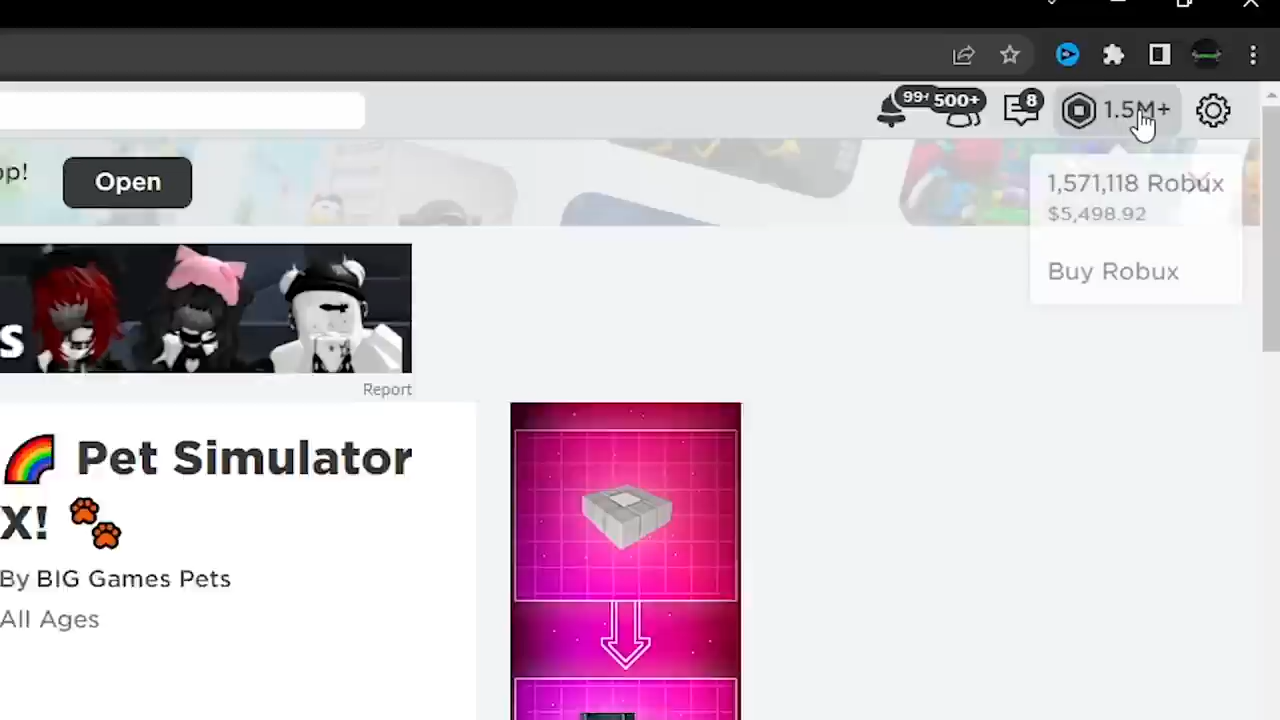 99+
500+
8
1.5M+
op!
Open
1,571,118 Robux
$5,498.92
Buy Robux
S
Report
🌈 Pet Simulator
X! 🐾
By BIG Games Pets
All Ages